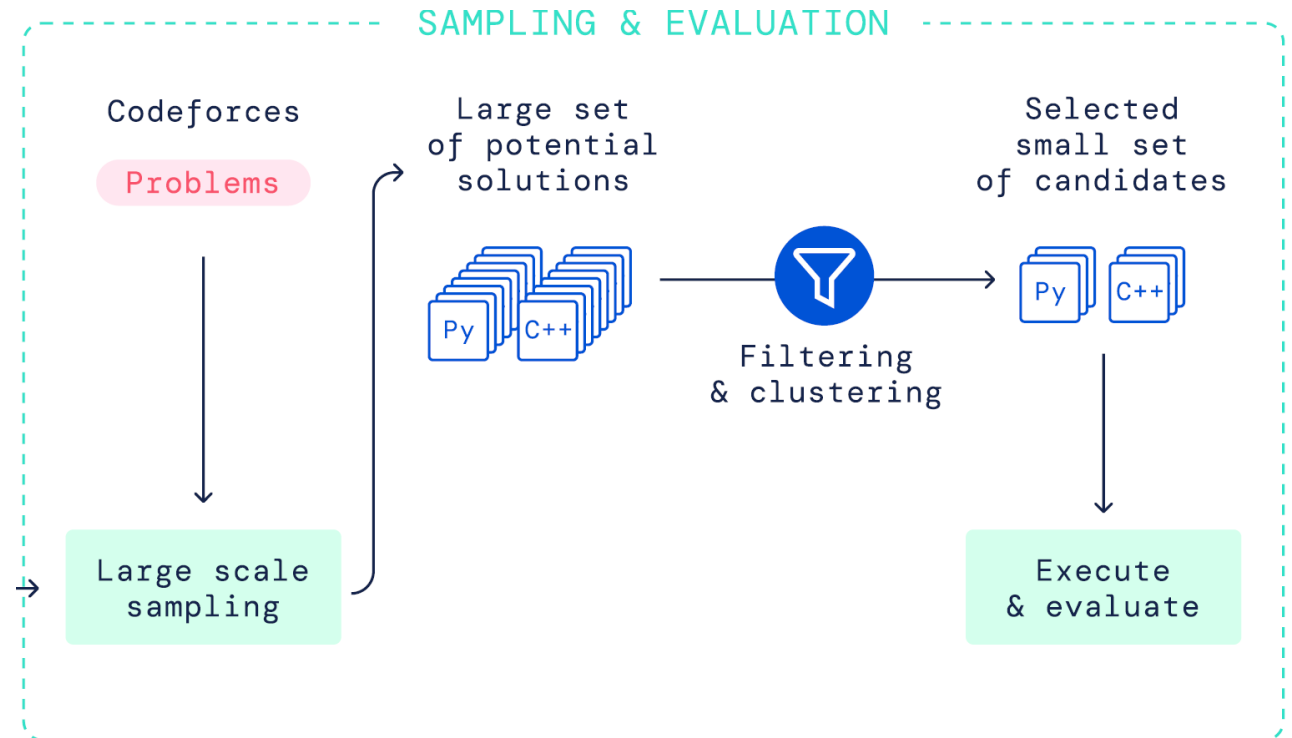 SAMPLING & EVALUATION
Codeforces
Problems
Large scale
sampling
Large set
of potential
solutions
Py
C++
Filtering
& clustering
Selected
small set
of candidates
Py
C++
Execute
& evaluate